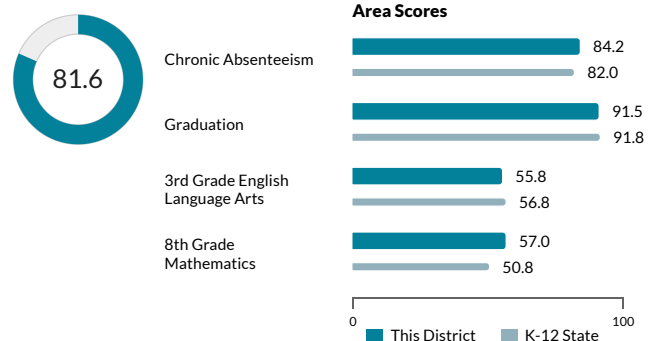 Area Scores
81.6
Chronic Absenteeism
84.2
82.0
Graduation
91.5
91.8
3rd Grade English
Language Arts
55.8
56.8
8th Grade
Mathematics
57.0
50.8
0
100
This District
K-12 State